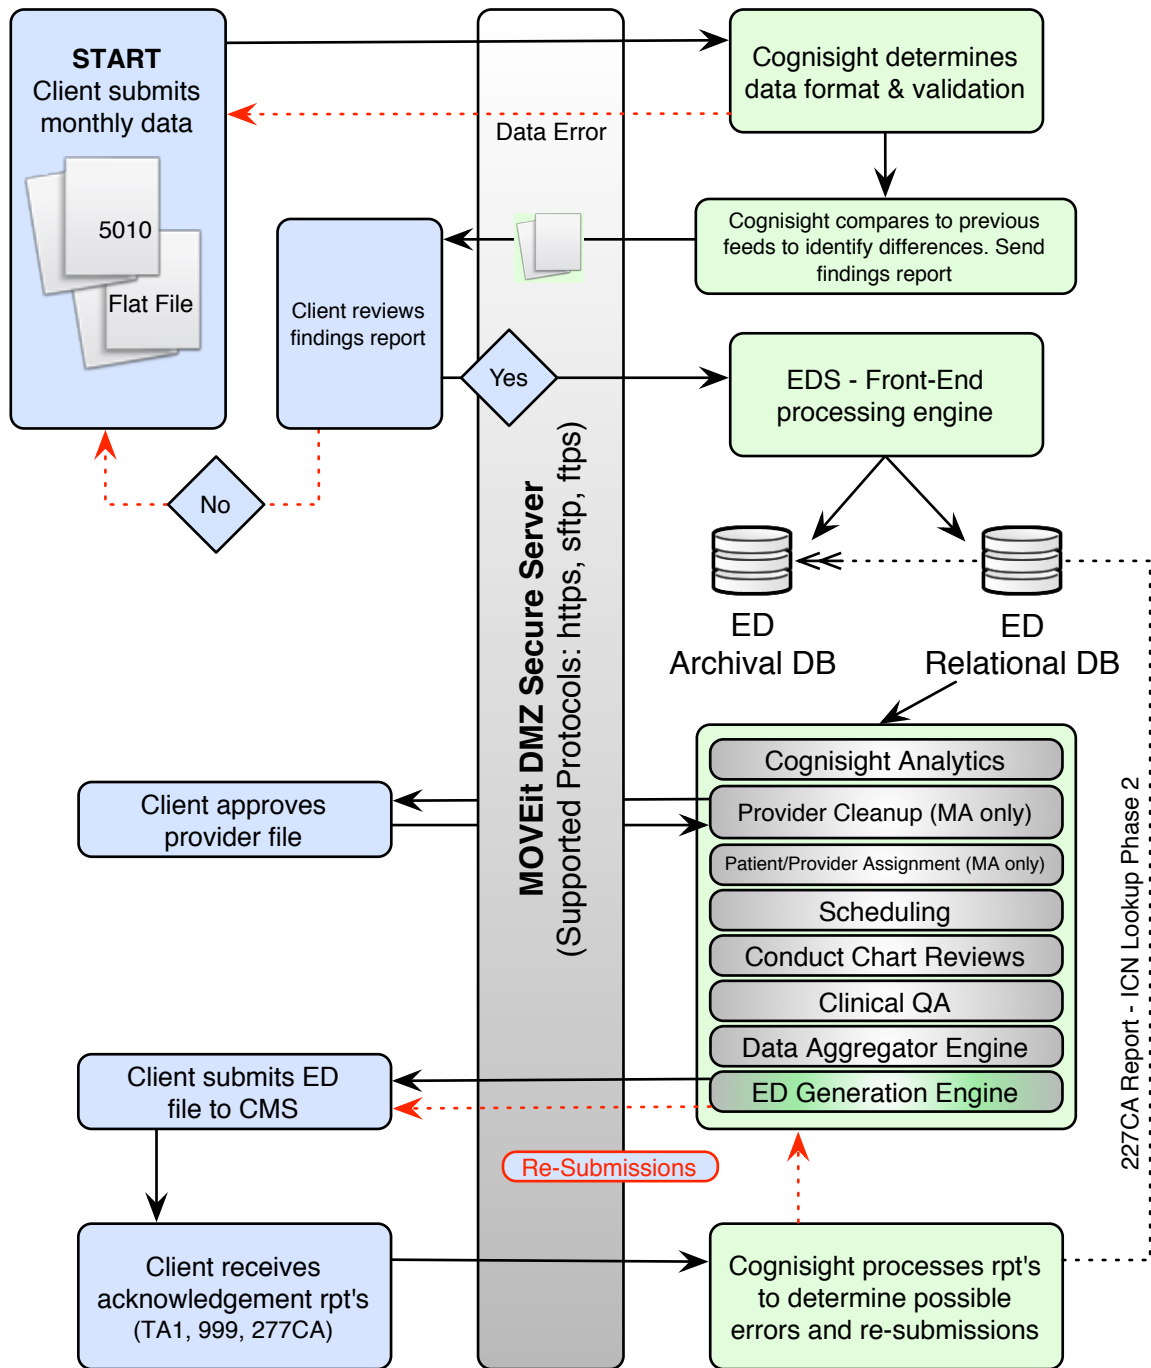 START
Client submits
monthly data
5010
Flat File
Cognisight determines
data format & validation
Data Error
Cognisight compares to previous
feeds to identify differences. Send
findings report
Client reviews
findings report
Yes
No
EDS - Front-End
processing engine
MOVEit DMZ Secure Server
(Supported Protocols: https, sftp, ftps)
ED
Archival DB
ED
Relational DB
Cognisight Analytics
Provider Cleanup (MA only)
Patient/Provider Assignment (MA only)
Scheduling
Conduct Chart Reviews
Clinical QA
Data Aggregator Engine
ED Generation Engine
Client approves
provider file
Client submits ED
file to CMS
Re-Submissions
227CA Report - ICN Lookup Phase 2
Client receives
acknowledgement rpt's
(TA1, 999, 277CA)
Cognisight processes rpt's
to determine possible
errors and re-submissions